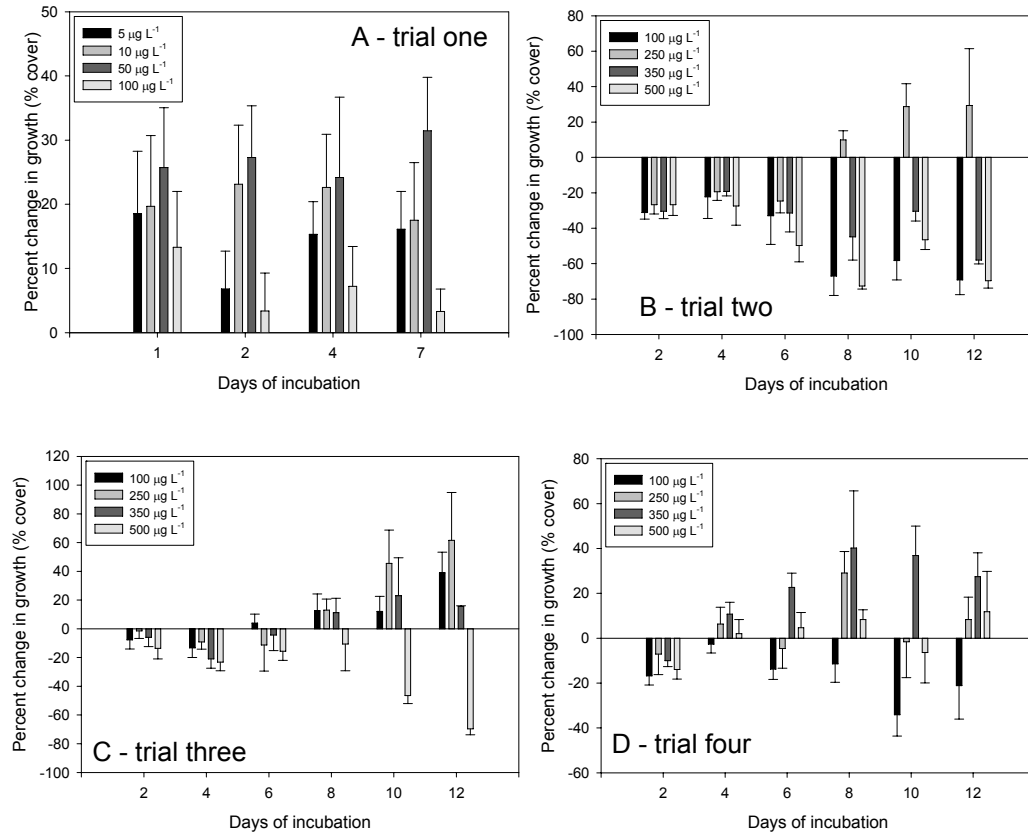 A - trial one
5 µg L⁻¹
10 µg L⁻¹
50 µg L⁻¹
100 µg L⁻¹
Percent change in growth (% cover)
50
40
30
20
10
0
1 2 4 7
Days of incubation
B - trial two
100 µg L⁻¹
250 µg L⁻¹
350 µg L⁻¹
500 µg L⁻¹
Percent change in growth (% cover)
80
60
40
20
0
-20
-40
-60
-80
-100
2 4 6 8 10 12
Days of incubation
C - trial three
100 µg L⁻¹
250 µg L⁻¹
350 µg L⁻¹
500 µg L⁻¹
Percent change in growth (% cover)
120
100
80
60
40
20
0
-20
-40
-60
-80
-100
2 4 6 8 10 12
Days of incubation
D - trial four
100 µg L⁻¹
250 µg L⁻¹
350 µg L⁻¹
500 µg L⁻¹
Percent change in growth (% cover)
80
60
40
20
0
-20
-40
-60
2 4 6 8 10 12
Days of incubation